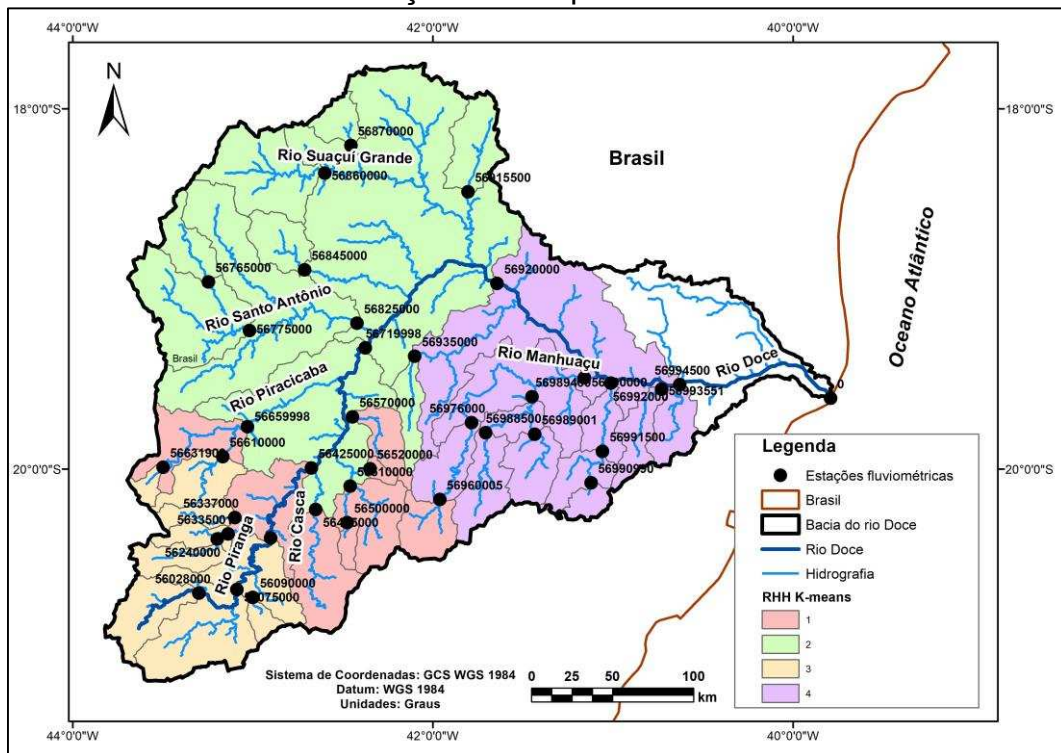 44°0'0"W
42°0'0"W
40°0'0"W
N
18°0'0"S
18°0'0"S
56870000
Rio Suaçuí Grande
56860000
56915500
Brasil
Oceano Atlântico
56845000
56765000
56920000
Rio Santo Antônio
56825000
56775000
56719998
56935000
Brasil
Rio Manhuaçu
Rio Doce
56994500
56992000
Rio Piracicaba
56570000
56976000
56988500
56989001
56659998
56610000
56991500
56425000
56520000
20°0'0"S
20°0'0"S
56990990
56960005
56337000
56500000
Rio Casca
Rio Piranga
56240000
56028000
56090000
56075000
Legenda
Estações fluviométricas
Brasil
Bacia do rio Doce
Rio Doce
Hidrografia
RHH K-means
1
2
3
4
Sistema de Coordenadas: GCS WGS 1984
Datum: WGS 1984
Unidades: Graus
0 25 50 100
km
44°0'0"W
42°0'0"W
40°0'0"W